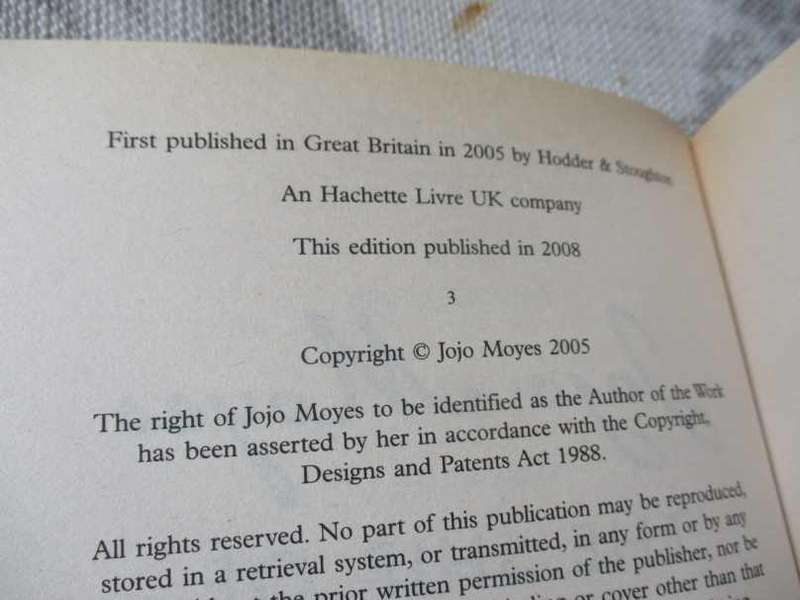 First published in Great Britain in 2005 by Hodder & Stoughton
An Hachette Livre UK company
This edition published in 2008
3
Copyright © Jojo Moyes 2005
The right of Jojo Moyes to be identified as the Author of the Work
has been asserted by her in accordance with the Copyright,
Designs and Patents Act 1988.
All rights reserved. No part of this publication may be reproduced,
stored in a retrieval system, or transmitted, in any form or by any
the prior written permission of the publisher, nor be
or cover other than that